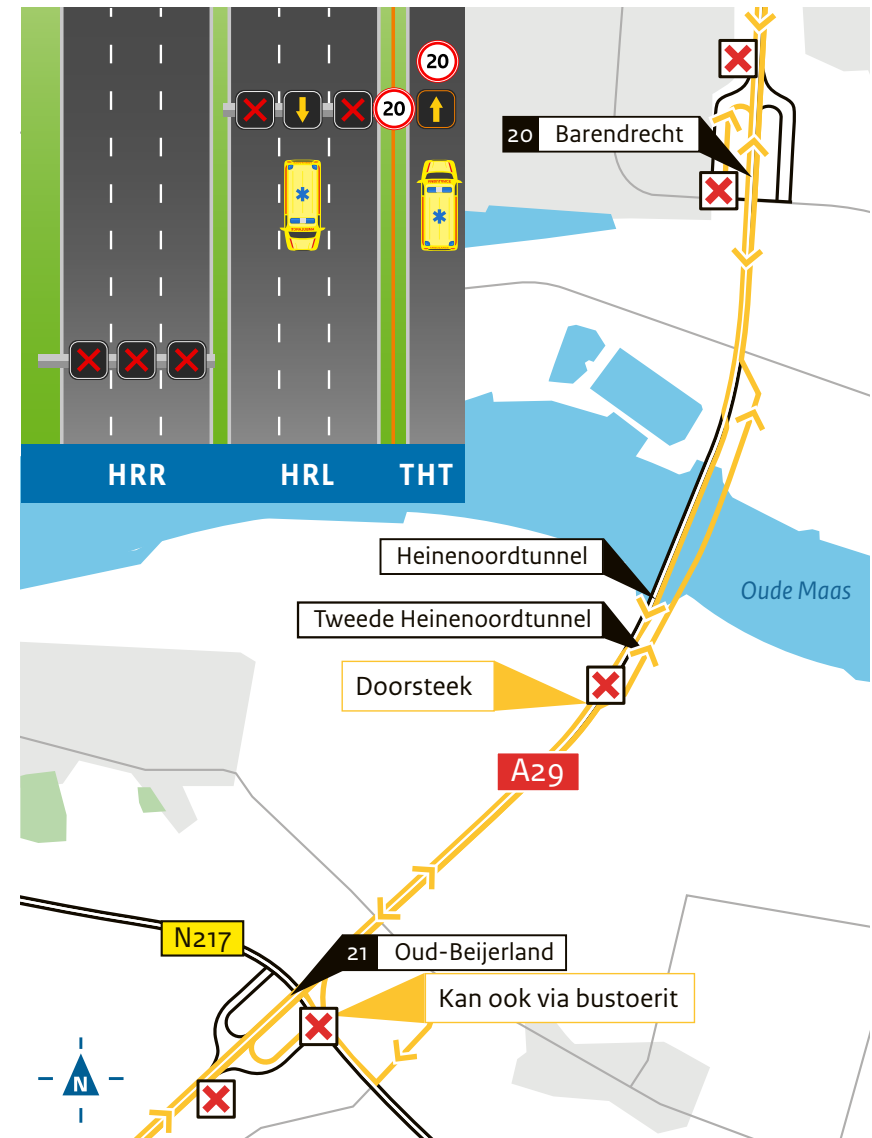 20
20
HRR
HRL
THT
20 Barendrecht
Heinenoordtunnel
Oude Maas
Tweede Heinenoordtunnel
Doorsteek
A29
N217
21 Oud-Beijerland
Kan ook via bustoerit
N